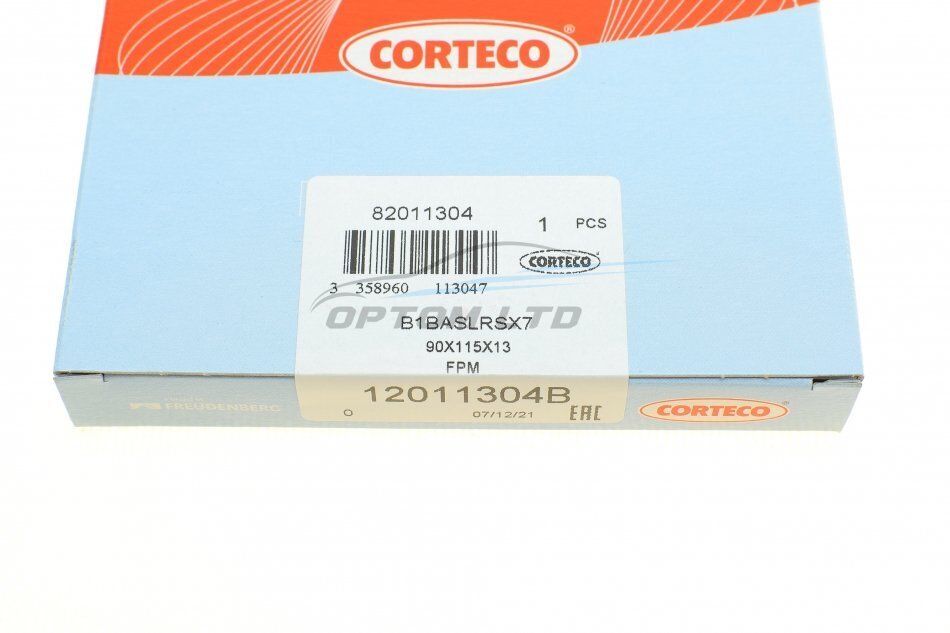 CORTECO®
82011304
1 PCS
CORTECO
3 358960 113047
OPTOM LTD
B1BASLRSX7
90X115X13
FPM
12011304B
0 07/12/21 EAC
FREUDENBERG
CORTECO